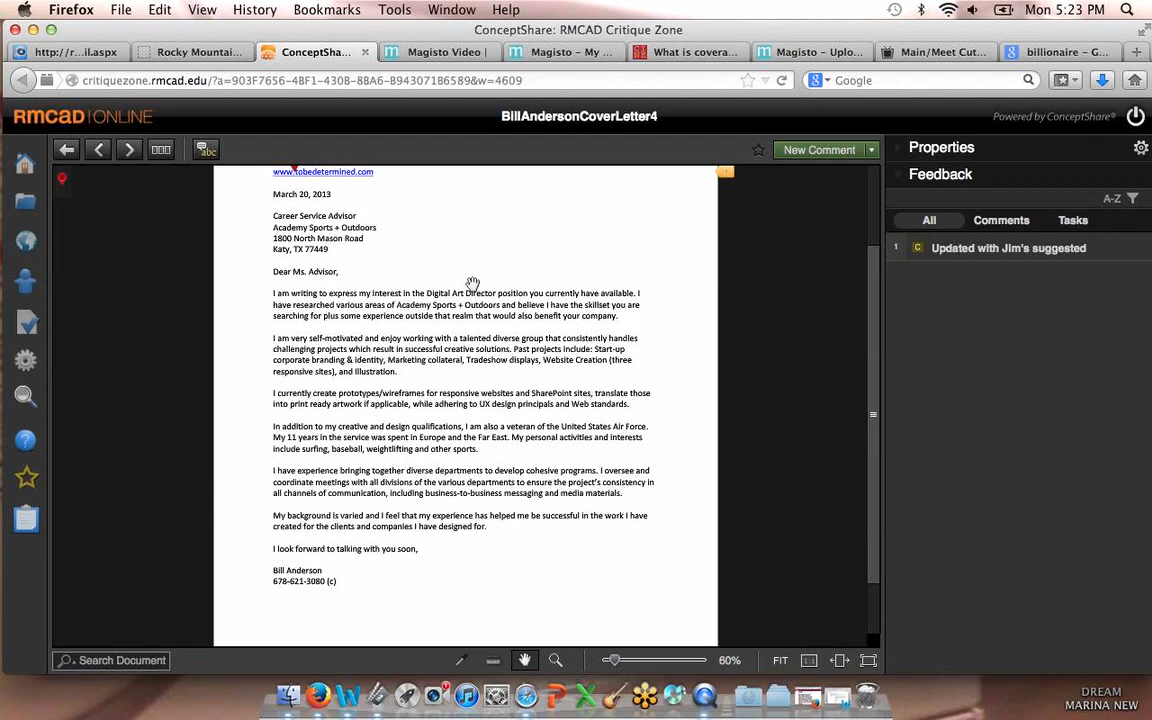 Firefox File Edit View History Bookmarks Tools Window Help Mon 5:23 PM
ConceptShare: RMCAD Critique Zone
http://r...il.aspx Rocky Mountai... ConceptSha... Magisto Video | Magisto - My ... What is covera... Magisto - Uplo... Main/Meet Cut... billionaire - G...
critiquezone.rmcad.edu/?a=903F7656-4BF1-430B-8BA6-B94307186589&w=4609 Google
RMCAD|ONLINE BillAndersonCoverLetter4 Powered by ConceptShare®
abc New Comment Properties
Feedback
www.tobedetermined.com
A-Z
March 20, 2013
All Comments Tasks
Career Service Advisor
Academy Sports + Outdoors
1800 North Mason Road
Katy, TX 77449
1 C Updated with Jim's suggested
Dear Ms. Advisor,
I am writing to express my interest in the Digital Art Director position you currently have available. I
have researched various areas of Academy Sports + Outdoors and believe I have the skillset you are
searching for plus some experience outside that realm that would also benefit your company.
I am very self-motivated and enjoy working with a talented diverse group that consistently handles
challenging projects which result in successful creative solutions. Past projects include: Start-up
corporate branding & identity, Marketing collateral, Tradeshow displays, Website Creation (three
responsive sites), and Illustration.
I currently create prototypes/wireframes for responsive websites and SharePoint sites, translate those
into print ready artwork if applicable, while adhering to UX design principals and Web standards.
In addition to my creative and design qualifications, I am also a veteran of the United States Air Force.
My 11 years in the service was spent in Europe and the Far East. My personal activities and interests
include surfing, baseball, weightlifting and other sports.
I have experience bringing together diverse departments to develop cohesive programs. I oversee and
coordinate meetings with all divisions of the various departments to ensure the project's consistency in
all channels of communication, including business-to-business messaging and media materials.
My background is varied and I feel that my experience has helped me be successful in the work I have
created for the clients and companies I have designed for.
I look forward to talking with you soon,
Bill Anderson
678-621-3080 (c)
Search Document 60% FIT 1:1
DREAM
MARINA NEW